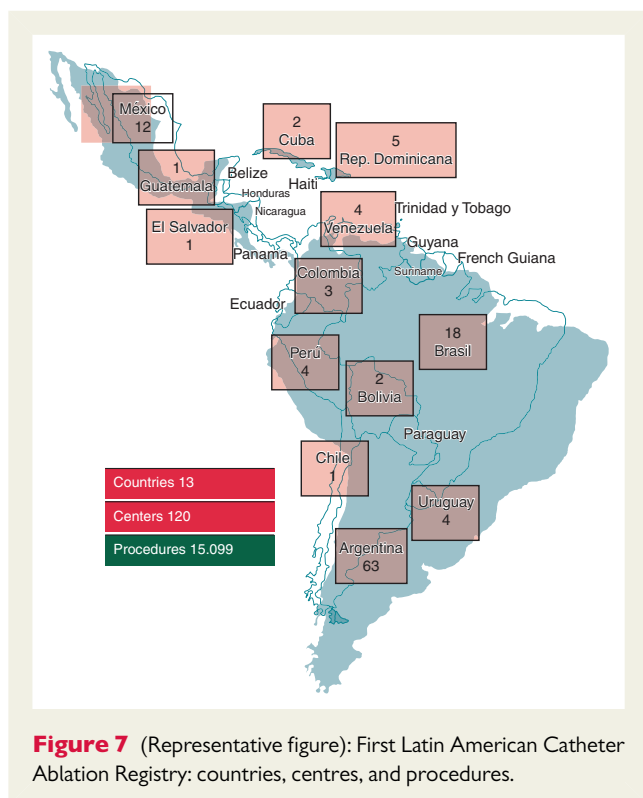 México
12
2
Cuba
5
Rep. Dominicana
1
Guatemala
Belize
Honduras
Haiti
Nicaragua
El Salvador
1
4
Venezuela
Trinidad y Tobago
Panama
Guyana
French Guiana
Suriname
Colombia
3
Ecuador
18
Brasil
Perú
4
2
Bolivia
Paraguay
Chile
1
Countries 13
Centers 120
Procedures 15.099
Uruguay
4
Argentina
63
Figure 7 (Representative figure): First Latin American Catheter
Ablation Registry: countries, centres, and procedures.